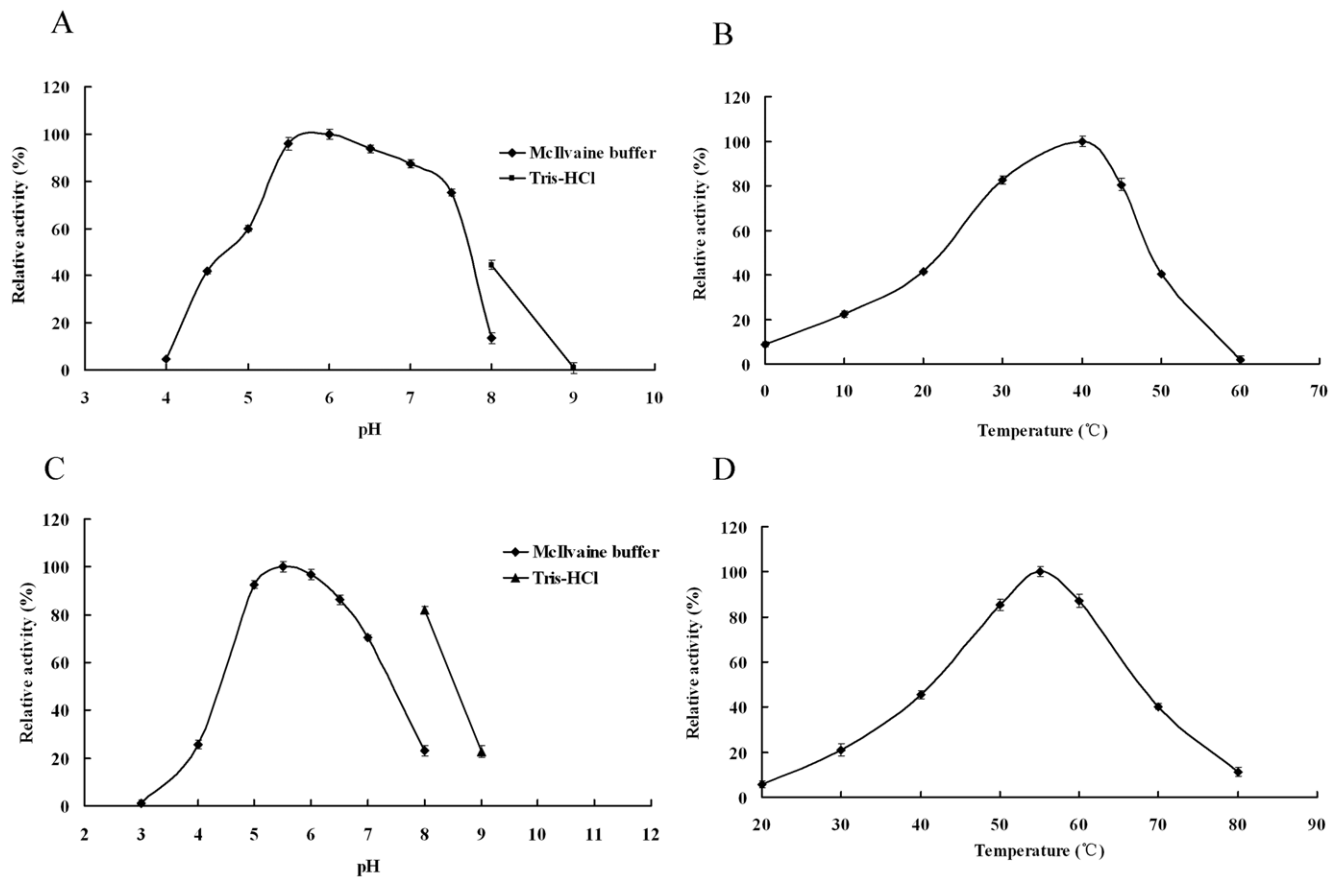 A
Relative activity (%)
120
100
80
60
40
20
0
3 4 5 6 7 8 9 10
pH
McIlvaine buffer
Tris-HCl
B
Relative activity (%)
120
100
80
60
40
20
0
0 10 20 30 40 50 60 70
Temperature (℃)
C
Relative activity (%)
120
100
80
60
40
20
0
2 3 4 5 6 7 8 9 10 11 12
pH
McIlvaine buffer
Tris-HCl
D
Relative activity (%)
120
100
80
60
40
20
0
20 30 40 50 60 70 80 90
Temperature (℃)